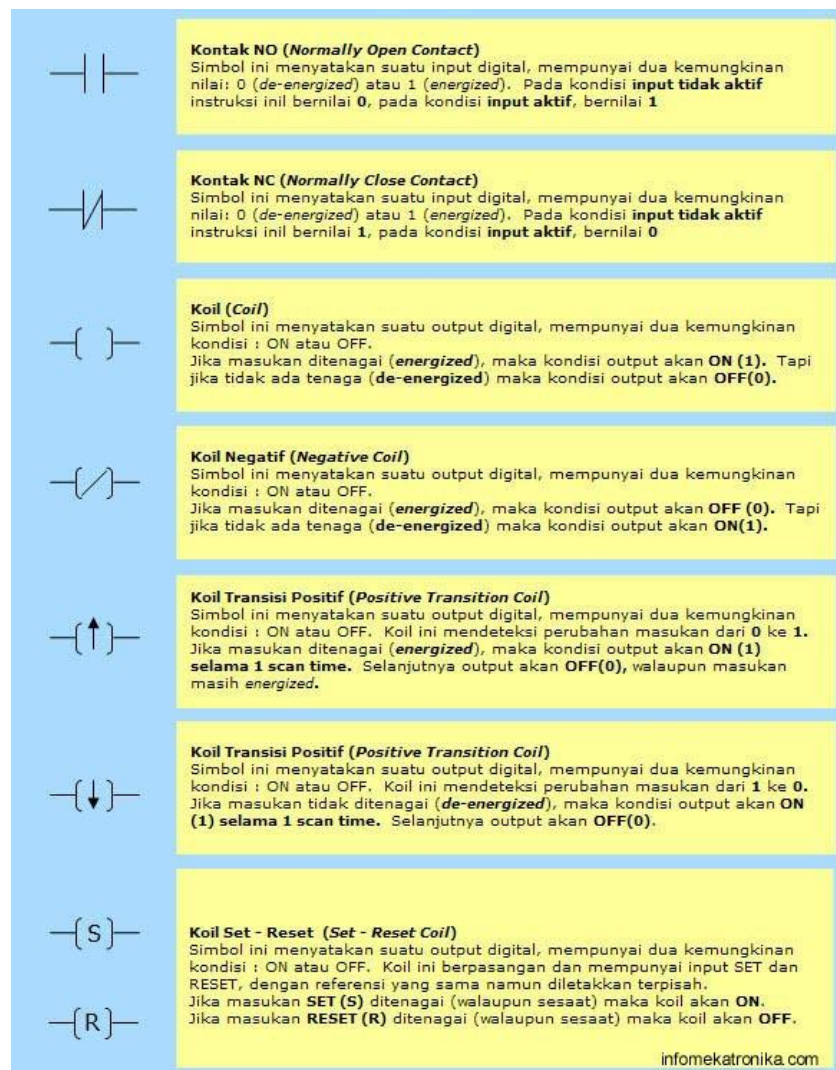 Kontak NO (Normally Open Contact)
Simbol ini menyatakan suatu input digital, mempunyai dua kemungkinan
nilai: 0 (de-energized) atau 1 (energized). Pada kondisi input tidak aktif
instruksi inil bernilai 0, pada kondisi input aktif, bernilai 1
Kontak NC (Normally Close Contact)
Simbol ini menyatakan suatu input digital, mempunyai dua kemungkinan
nilai: 0 (de-energized) atau 1 (energized). Pada kondisi input tidak aktif
instruksi inil bernilai 1, pada kondisi input aktif, bernilai 0
Koil (Coil)
Simbol ini menyatakan suatu output digital, mempunyai dua kemungkinan
kondisi : ON atau OFF.
Jika masukan ditenagai (energized), maka kondisi output akan ON (1). Tapi
jika tidak ada tenaga (de-energized) maka kondisi output akan OFF(0).
Koil Negatif (Negative Coil)
Simbol ini menyatakan suatu output digital, mempunyai dua kemungkinan
kondisi : ON atau OFF.
Jika masukan ditenagai (energized), maka kondisi output akan OFF (0). Tapi
jika tidak ada tenaga (de-energized) maka kondisi output akan ON(1).
Koil Transisi Positif (Positive Transition Coil)
Simbol ini menyatakan suatu output digital, mempunyai dua kemungkinan
kondisi : ON atau OFF. Koil ini mendeteksi perubahan masukan dari 0 ke 1.
Jika masukan ditenagai (energized), maka kondisi output akan ON (1)
selama 1 scan time. Selanjutnya output akan OFF(0), walaupun masukan
masih energized.
Koil Transisi Positif (Positive Transition Coil)
Simbol ini menyatakan suatu output digital, mempunyai dua kemungkinan
kondisi : ON atau OFF. Koil ini mendeteksi perubahan masukan dari 1 ke 0.
Jika masukan tidak ditenagai (de-energized), maka kondisi output akan ON
(1) selama 1 scan time. Selanjutnya output akan OFF(0).
S
R
Koil Set - Reset (Set - Reset Coil)
Simbol ini menyatakan suatu output digital, mempunyai dua kemungkinan
kondisi : ON atau OFF. Koil ini berpasangan dan mempunyai input SET dan
RESET, dengan referensi yang sama namun diletakkan terpisah.
Jika masukan SET (S) ditenagai (walaupun sesaat) maka koil akan ON.
Jika masukan RESET (R) ditenagai (walaupun sesaat) maka koil akan OFF.
infomekatronika.com